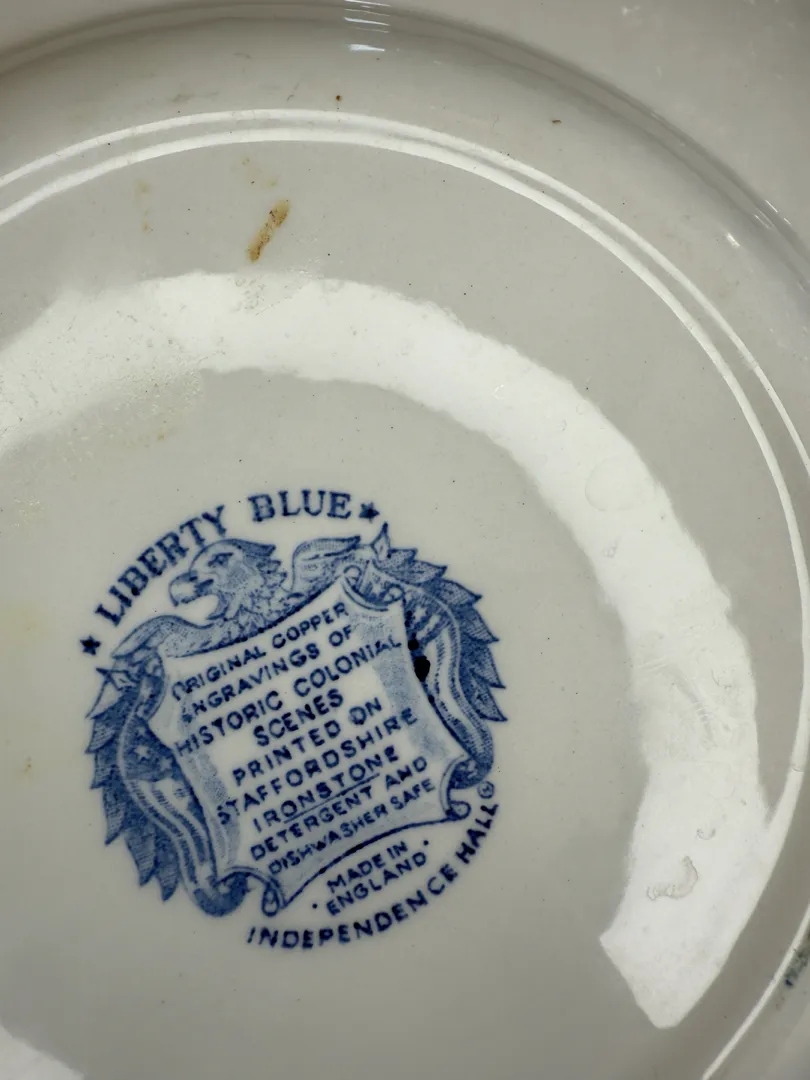 ★ LIBERTY BLUE ★
ORIGINAL COPPER
ENGRAVINGS OF
HISTORIC COLONIAL
SCENES
PRINTED ON
STAFFORDSHIRE
IRONSTONE
DETERGENT AND
DISHWASHER SAFE
· MADE IN
ENGLAND ·
INDEPENDENCE HALL ®